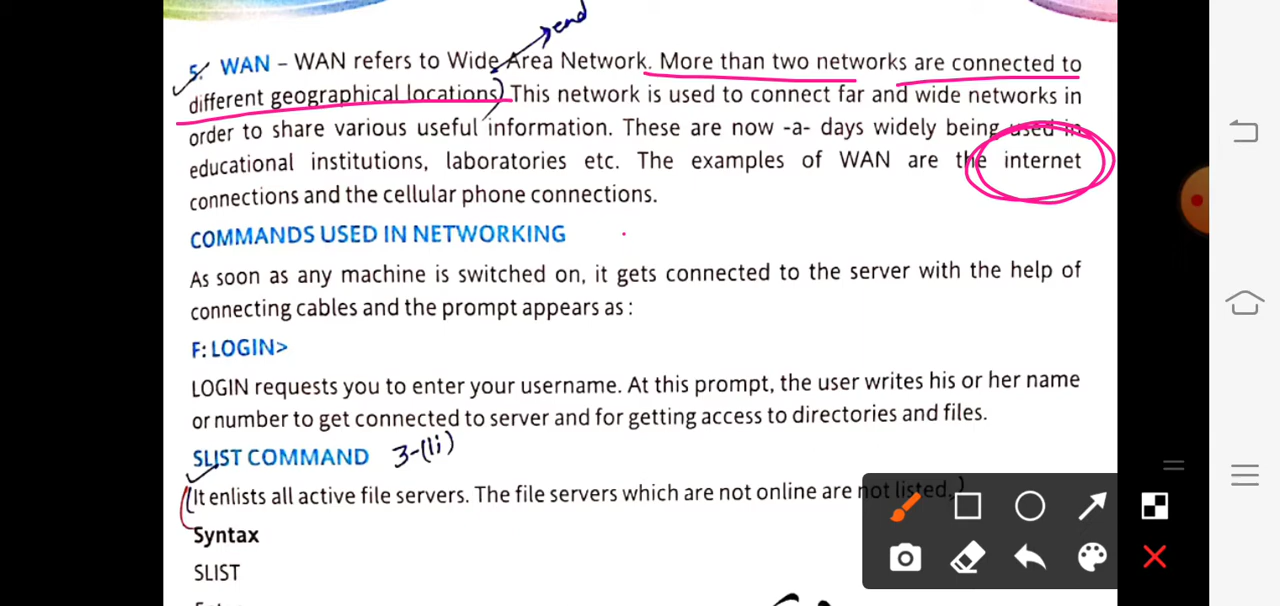 end
5. WAN – WAN refers to Wide Area Network. More than two networks are connected to
different geographical locations) This network is used to connect far and wide networks in
order to share various useful information. These are now -a- days widely being used in
educational institutions, laboratories etc. The examples of WAN are the internet
connections and the cellular phone connections.
COMMANDS USED IN NETWORKING
As soon as any machine is switched on, it gets connected to the server with the help of
connecting cables and the prompt appears as :
F: LOGIN>
LOGIN requests you to enter your username. At this prompt, the user writes his or her name
or number to get connected to server and for getting access to directories and files.
SLIST COMMAND 3-(ii)
(It enlists all active file servers. The file servers which are not online are not listed.)
Syntax
SLIST